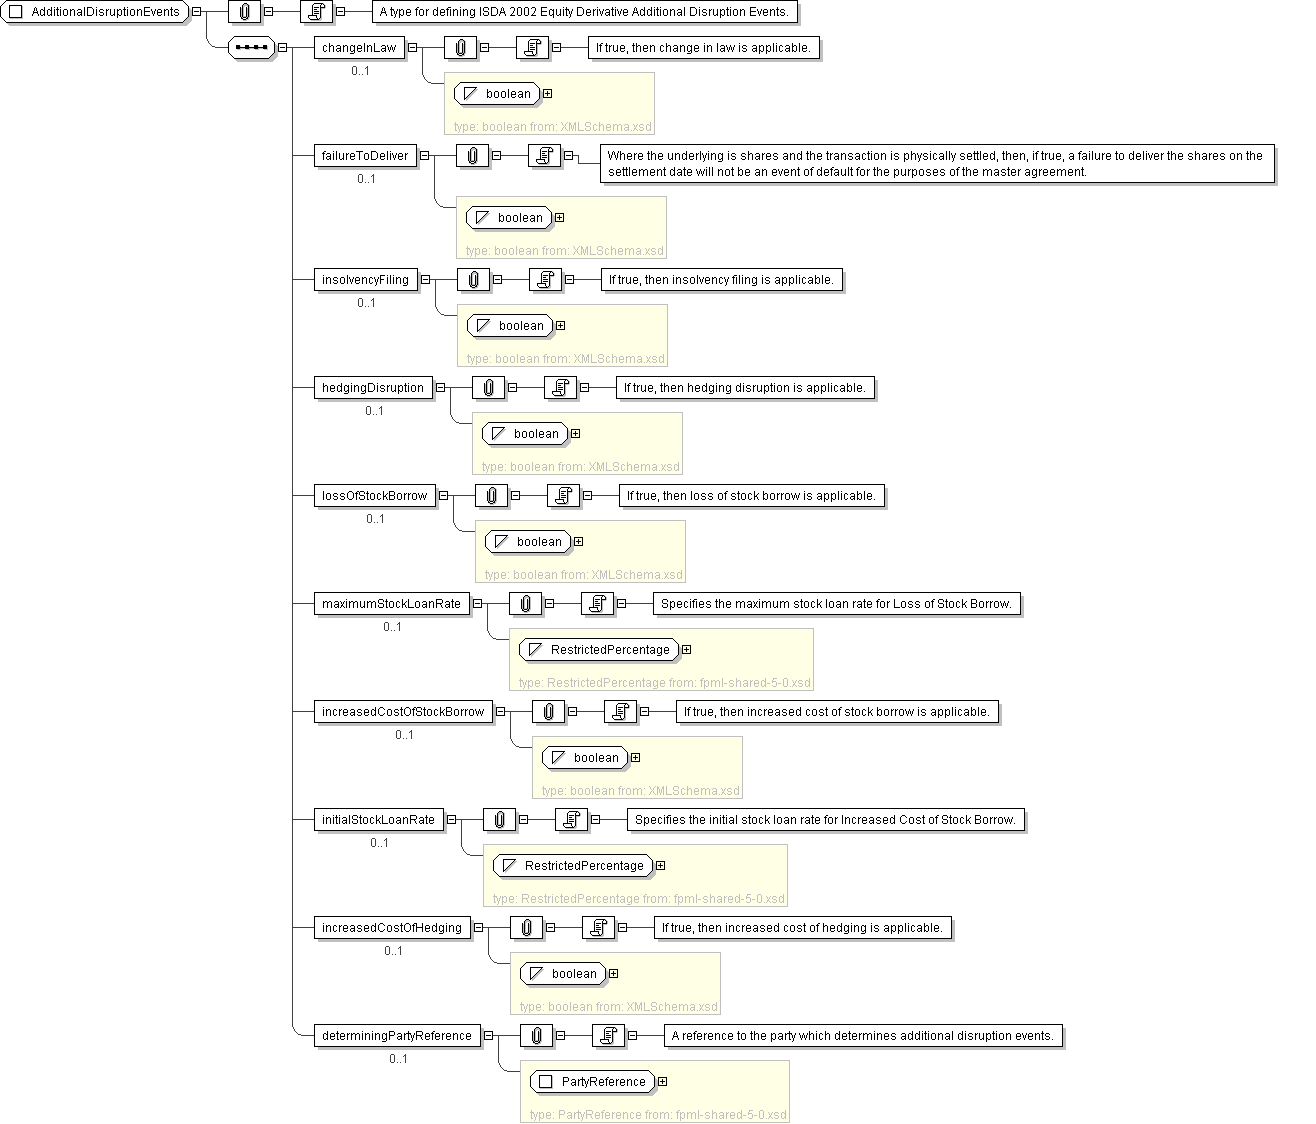 AdditionalDisruptionEvents
A type for defining ISDA 2002 Equity Derivative Additional Disruption Events.
changeInLaw
If true, then change in law is applicable.
0..1
boolean
type: boolean from: XMLSchema.xsd
failureToDeliver
Where the underlying is shares and the transaction is physically settled, then, if true, a failure to deliver the shares on the
settlement date will not be an event of default for the purposes of the master agreement.
0..1
boolean
type: boolean from: XMLSchema.xsd
insolvencyFiling
If true, then insolvency filing is applicable.
0..1
boolean
type: boolean from: XMLSchema.xsd
hedgingDisruption
If true, then hedging disruption is applicable.
0..1
boolean
type: boolean from: XMLSchema.xsd
lossOfStockBorrow
If true, then loss of stock borrow is applicable.
0..1
boolean
type: boolean from: XMLSchema.xsd
maximumStockLoanRate
Specifies the maximum stock loan rate for Loss of Stock Borrow.
0..1
RestrictedPercentage
type: RestrictedPercentage from: fpml-shared-5-0.xsd
increasedCostOfStockBorrow
If true, then increased cost of stock borrow is applicable.
0..1
boolean
type: boolean from: XMLSchema.xsd
initialStockLoanRate
Specifies the initial stock loan rate for Increased Cost of Stock Borrow.
0..1
RestrictedPercentage
type: RestrictedPercentage from: fpml-shared-5-0.xsd
increasedCostOfHedging
If true, then increased cost of hedging is applicable.
0..1
boolean
type: boolean from: XMLSchema.xsd
determiningPartyReference
A reference to the party which determines additional disruption events.
0..1
PartyReference
type: PartyReference from: fpml-shared-5-0.xsd